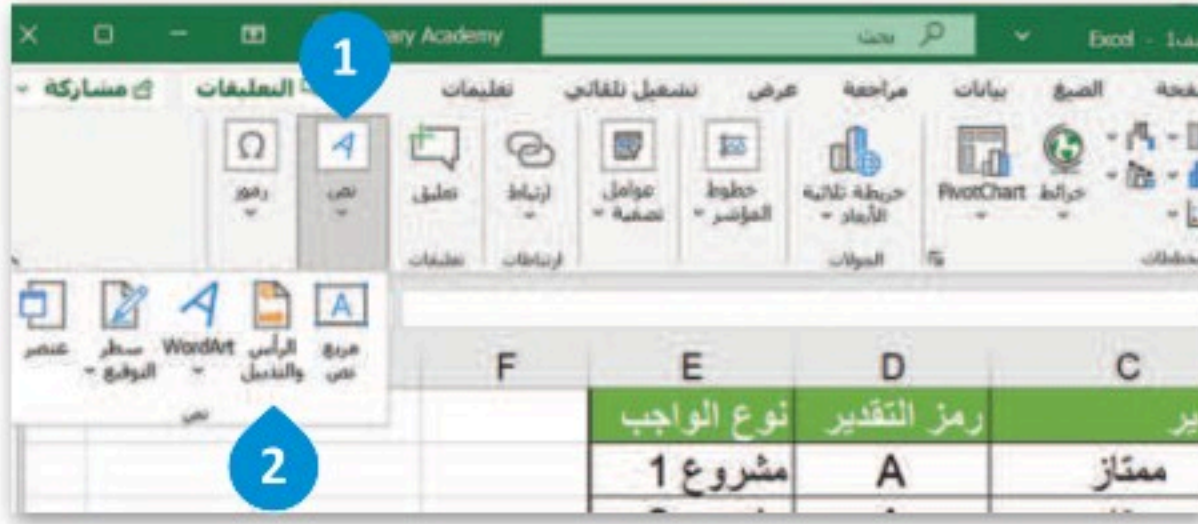 Excel
بحث
ary Academy
1
الصيغ بيانات مراجعة عرض تشغيل تلقائي تعليمات التعليقات مشاركة
خرائط PivotChart خريطة ثلاثية الأبعاد خطوط المؤشر عوامل تصفية ارتباط تعليق نص رموز
الجولات ارتباطات تعليقات
مربع نص الرأس والتذييل WordArt سطر التوقيع عنصر
نص
2
C D E F
رمز التقدير نوع الواجب
ممتاز A مشروع 1